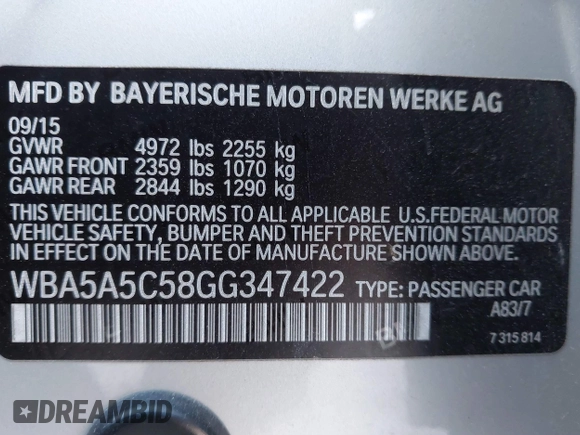 MFD BY BAYERISCHE MOTOREN WERKE AG
09/15
GVWR 4972 lbs 2255 kg
GAWR FRONT 2359 lbs 1070 kg
GAWR REAR 2844 lbs 1290 kg
THIS VEHICLE CONFORMS TO ALL APPLICABLE U.S.FEDERAL MOTOR
VEHICLE SAFETY, BUMPER AND THEFT PREVENTION STANDARDS
IN EFFECT ON THE DATE OF MANUFACTURE SHOWN ABOVE.
WBA5A5C58GG347422 TYPE: PASSENGER CAR
A83/7
7 315 814
DREAMBID